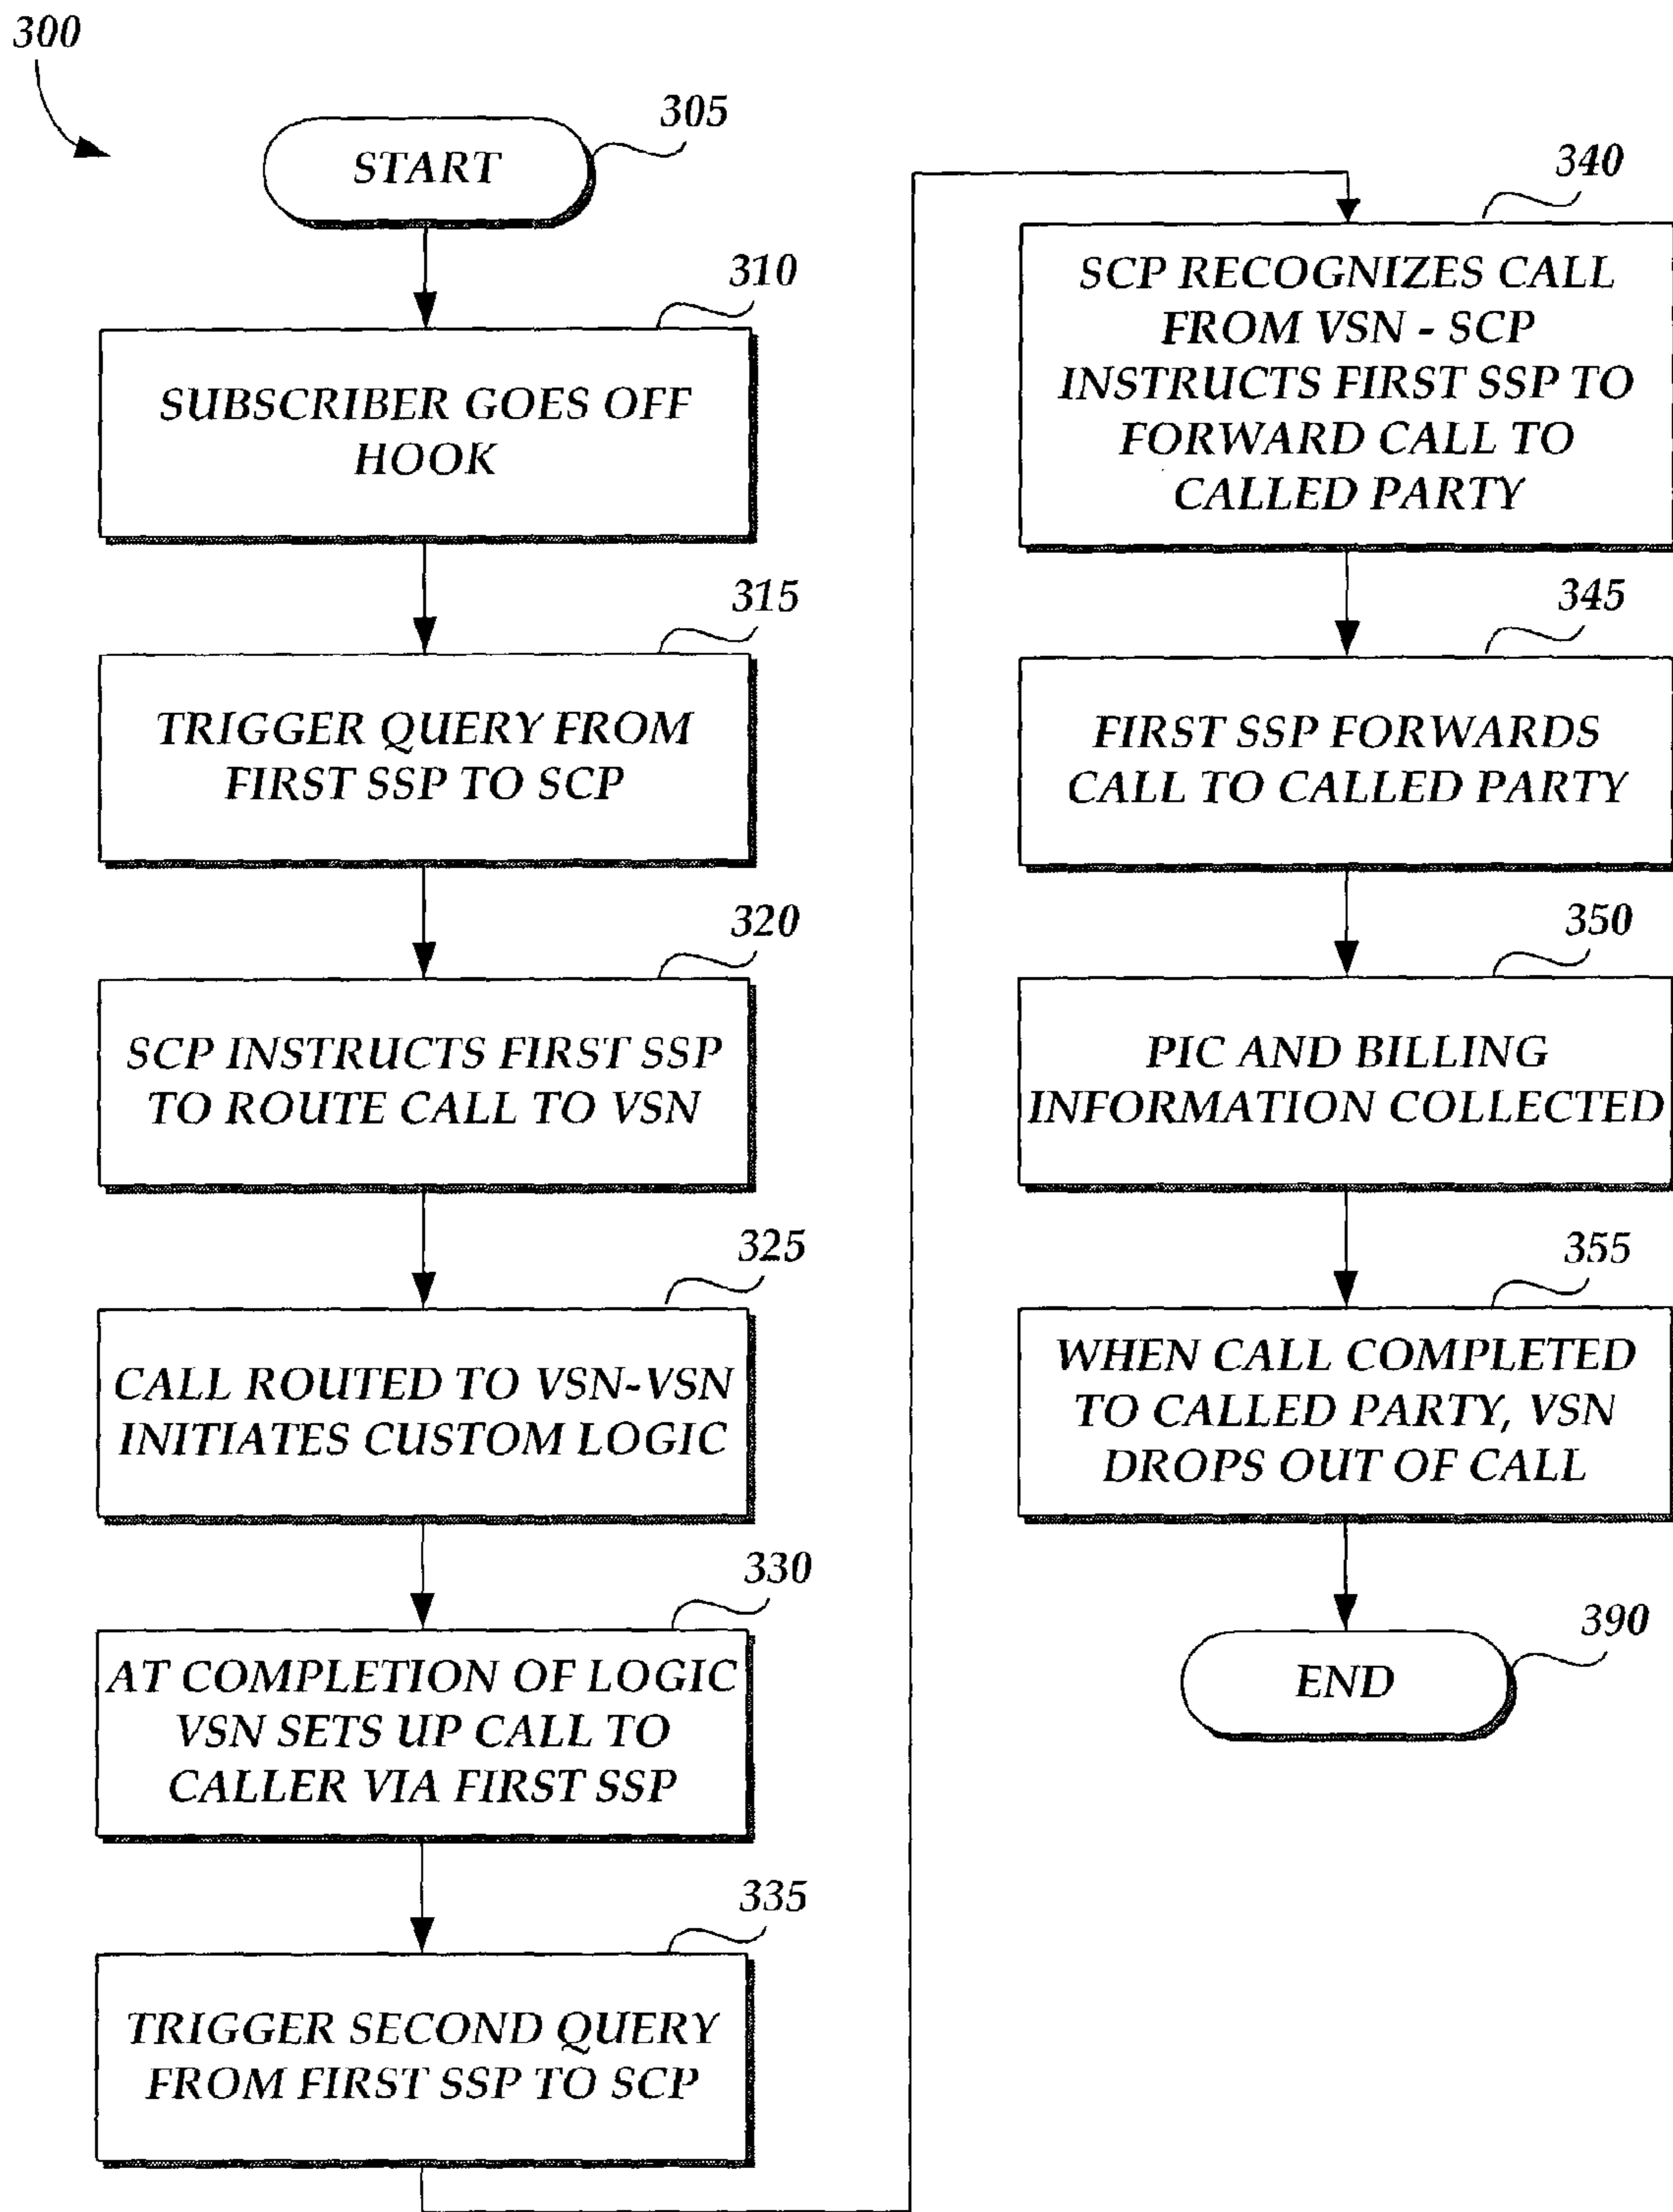 300
305
START
310
SUBSCRIBER GOES OFF
HOOK
315
TRIGGER QUERY FROM
FIRST SSP TO SCP
320
SCP INSTRUCTS FIRST SSP
TO ROUTE CALL TO VSN
325
CALL ROUTED TO VSN-VSN
INITIATES CUSTOM LOGIC
330
AT COMPLETION OF LOGIC
VSN SETS UP CALL TO
CALLER VIA FIRST SSP
335
TRIGGER SECOND QUERY
FROM FIRST SSP TO SCP
340
SCP RECOGNIZES CALL
FROM VSN - SCP
INSTRUCTS FIRST SSP TO
FORWARD CALL TO
CALLED PARTY
345
FIRST SSP FORWARDS
CALL TO CALLED PARTY
350
PIC AND BILLING
INFORMATION COLLECTED
355
WHEN CALL COMPLETED
TO CALLED PARTY, VSN
DROPS OUT OF CALL
390
END